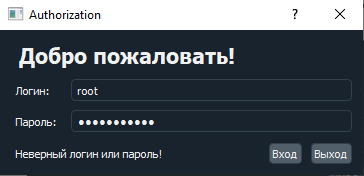 Authorization
Добро пожаловать!
Логин: root
Пароль: ●●●●●●●●●●●
Неверный логин или пароль! Вход Выход